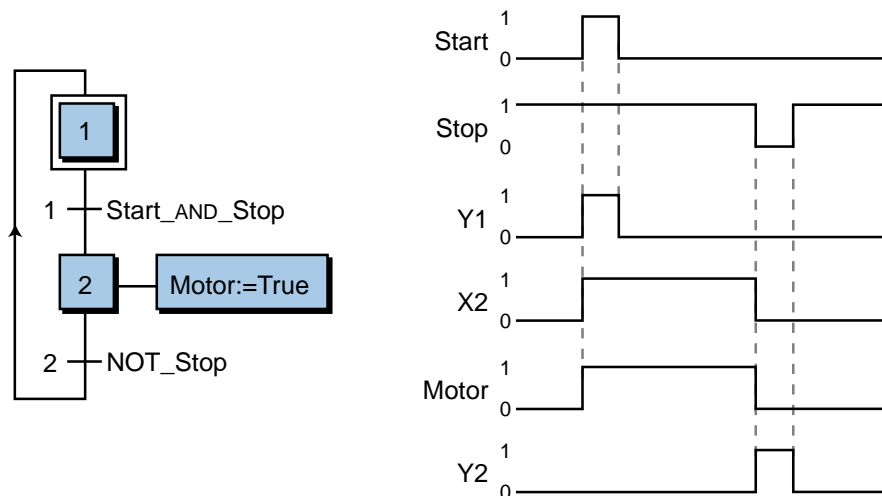 1
1 Start_AND_Stop
2 Motor:=True
2 NOT_Stop
Start 1 0
Stop 1 0
Y1 1 0
X2 1 0
Motor 1 0
Y2 1 0